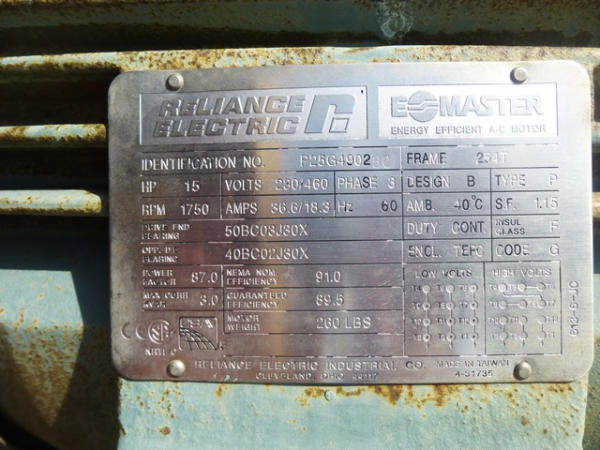 RELIANCE
ELECTRIC
E MASTER
ENERGY EFFICIENT A-C MOTOR
IDENTIFICATION NO. P25G4902 FRAME 254T
HP 15 VOLTS 230/460 PHASE 3 DESIGN B TYPE P
RPM 1750 AMPS 36.6/18.3 Hz 60 AMB. 40°C S.F. 1.15
DRIVE END BEARING 50BC03J30X DUTY CONT. INSUL CLASS F
OPP. D.E. BEARING 40BC02J30X ENCL. TEFC CODE G
POWER FACTOR 87.0 NEMA NOM. EFFICIENCY 91.0 LOW VOLTS HIGH VOLTS
MAX CORR KVAR 3.0 GUARANTEED EFFICIENCY 89.5
MOTOR WEIGHT 260 LBS
RELIANCE ELECTRIC INDUSTRIAL CO. MADE IN TAIWAN
CLEVELAND, OHIO 44117